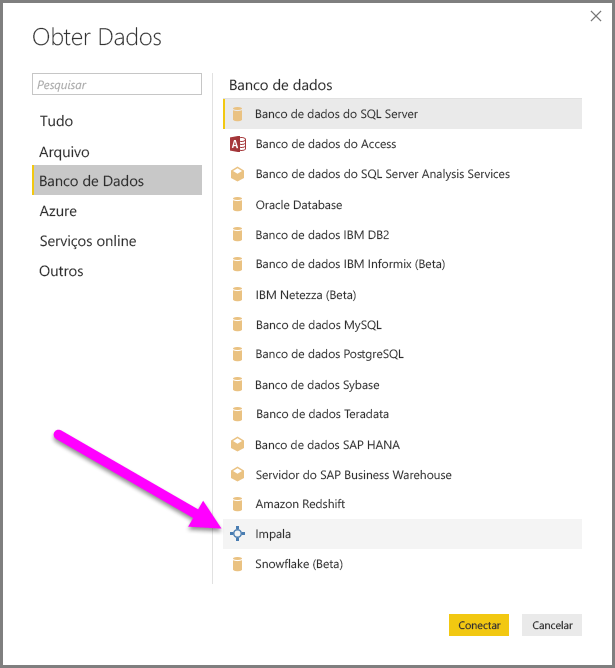 Obter Dados
Pesquisar
Tudo
Arquivo
Banco de Dados
Azure
Serviços online
Outros
Banco de dados
Banco de dados do SQL Server
Banco de dados do Access
Banco de dados do SQL Server Analysis Services
Oracle Database
Banco de dados IBM DB2
Banco de dados IBM Informix (Beta)
IBM Netezza (Beta)
Banco de dados MySQL
Banco de dados PostgreSQL
Banco de dados Sybase
Banco de dados Teradata
Banco de dados SAP HANA
Servidor do SAP Business Warehouse
Amazon Redshift
Impala
Snowflake (Beta)
Conectar
Cancelar